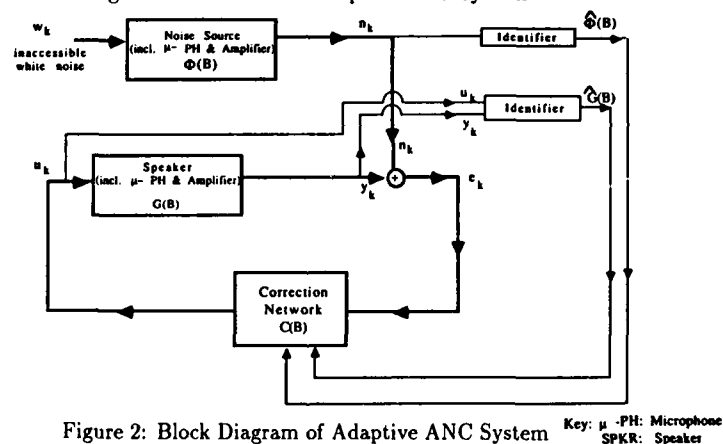 w_k
inaccessible
white noise
Noise Source
(incl. μ- PH & Amplifier)
Φ(B)
n_k
Identifier
Φ̂(B)
u_k
y_k
Identifier
Ĝ(B)
n_k
u_k
Speaker
(incl. μ- PH & Amplifier)
G(B)
y_k
+
e_k
Correction
Network
C(B)
Figure 2: Block Diagram of Adaptive ANC System
Key: μ -PH: Microphone
SPKR: Speaker